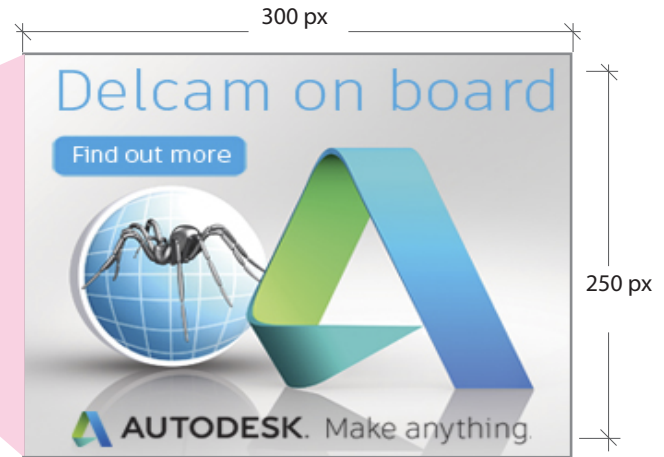 300 px
Delcam on board
Find out more
250 px
AUTODESK. Make anything.